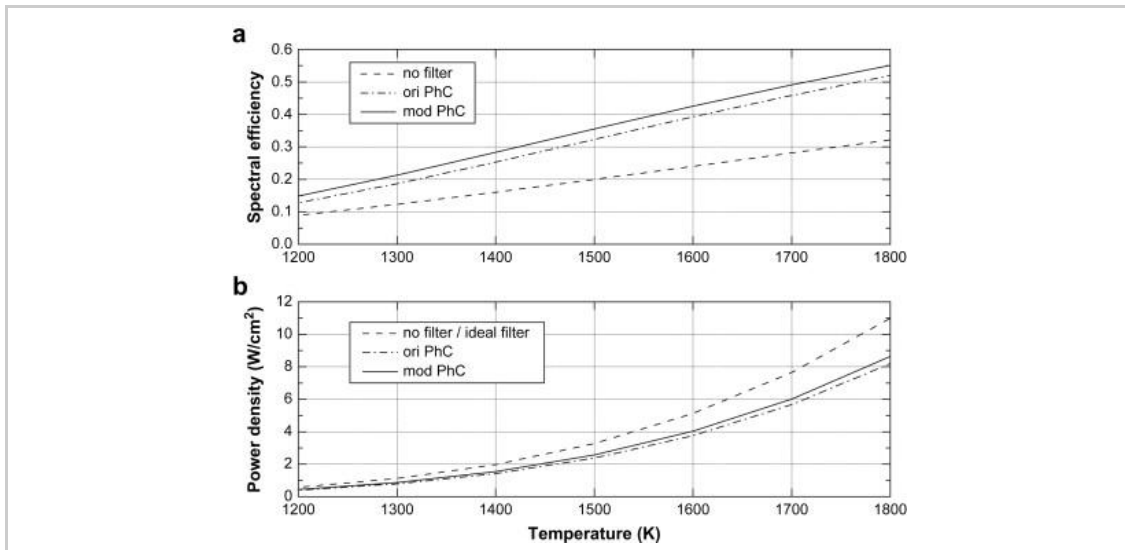 a
0.6
0.5
0.4
0.3
0.2
0.1
0.0
Spectral efficiency
no filter
ori PhC
mod PhC
1200 1300 1400 1500 1600 1700 1800
b
12
10
8
6
4
2
0
Power density (W/cm²)
no filter / ideal filter
ori PhC
mod PhC
1200 1300 1400 1500 1600 1700 1800
Temperature (K)